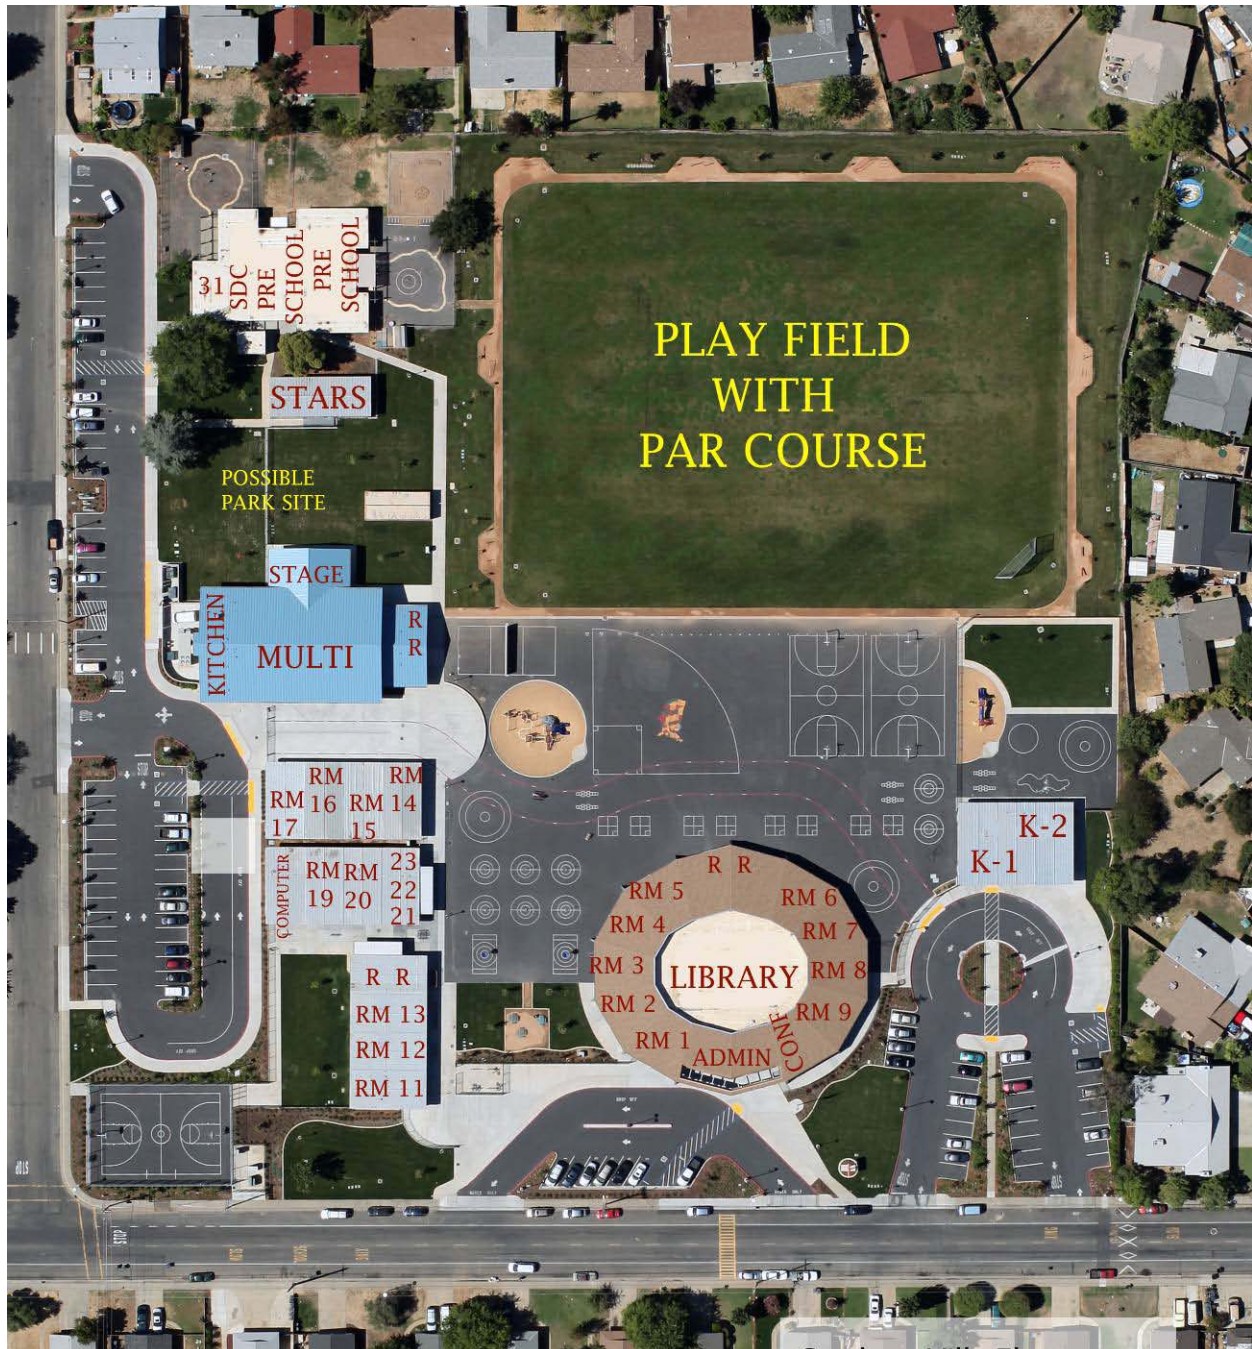 31
SDC
PRE
SCHOOL
PRE
SCHOOL
STARS
PLAY FIELD
WITH
PAR COURSE
POSSIBLE
PARK SITE
STAGE
KITCHEN
MULTI
R
R
RM
16
RM
14
RM
17
RM
15
COMPUTER
RM
19
RM
20
23
22
21
K-2
K-1
R R
RM 5
RM 6
RM 4
RM 7
RM 3
LIBRARY
RM 8
RM 2
RM 9
RM 1
ADMIN
CONF
R R
RM 13
RM 12
RM 11
STOP
STOP
STOP
STOP
STOP